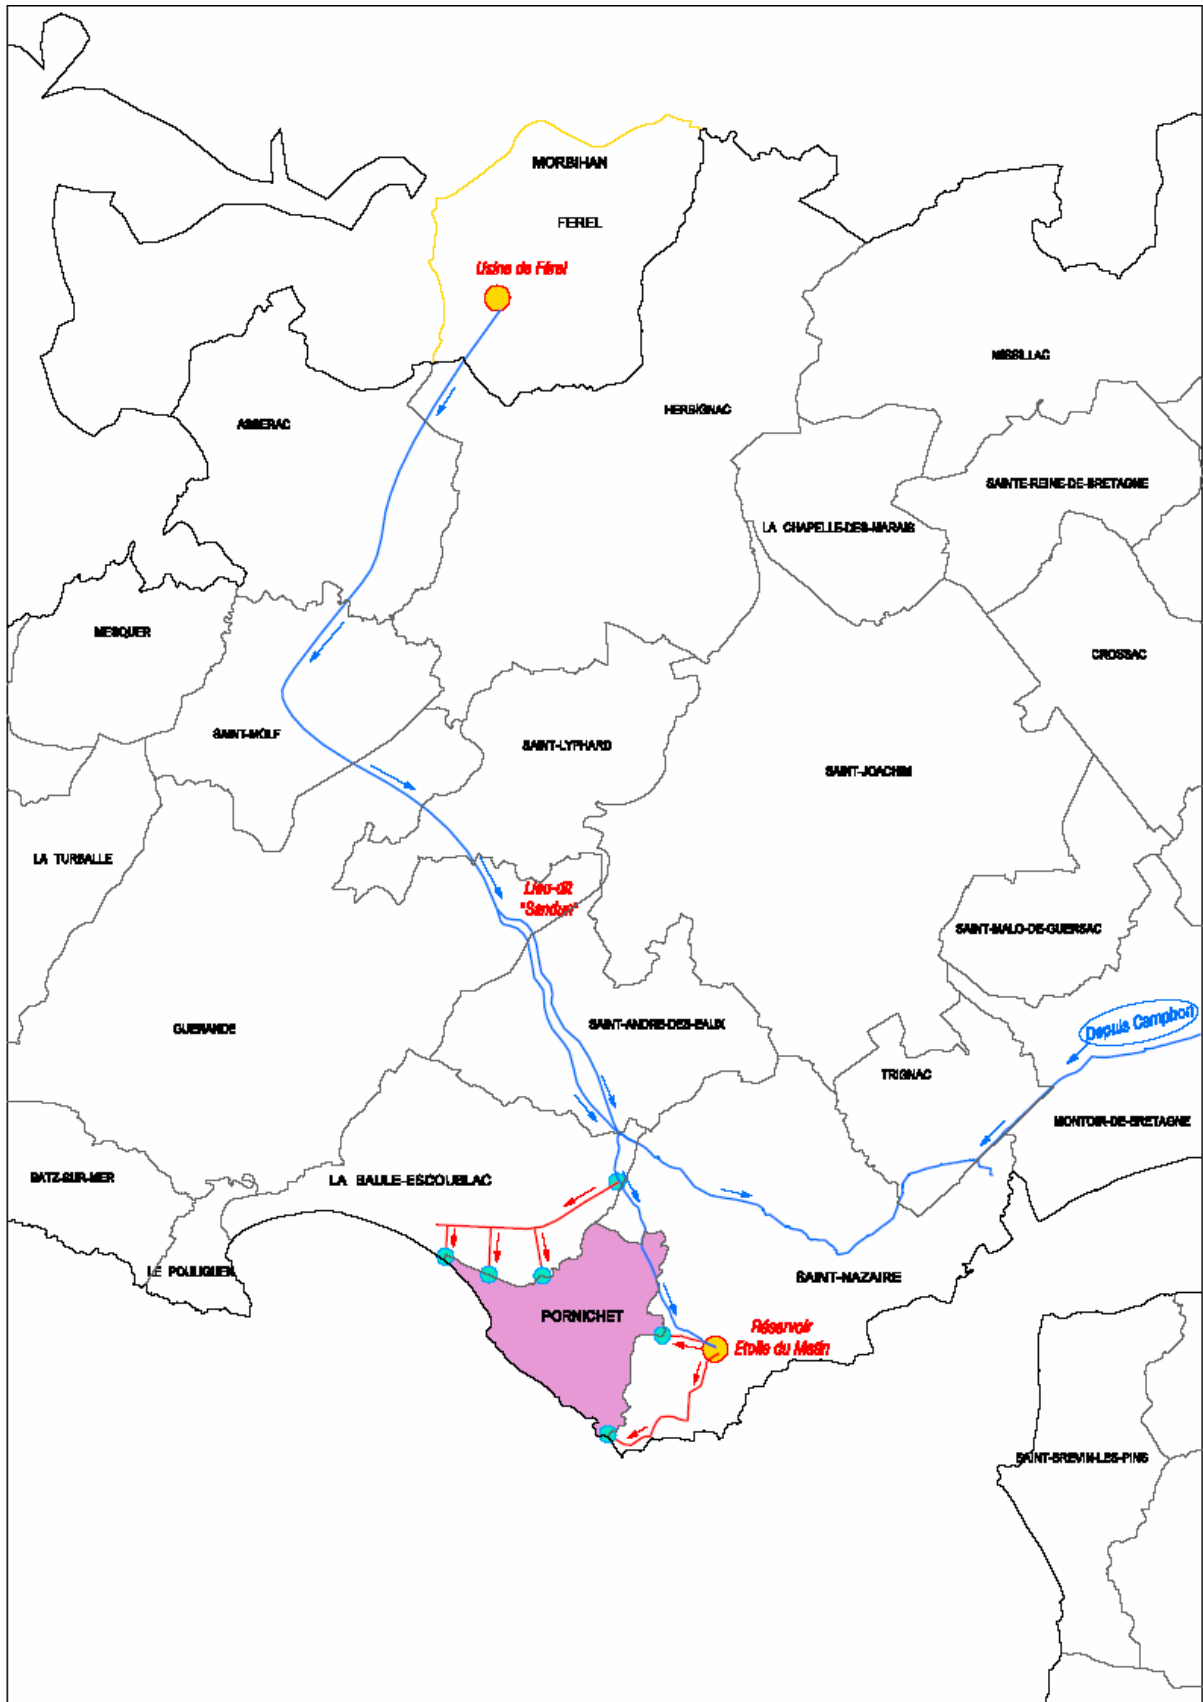 MORBIHAN
FEREL
Usine de Férel
MISSILLAC
HERBIGNAC
ASSERAC
SAINTE-REINE-DE-BRETAGNE
LA CHAPELLE-DES-MARAIS
MESQUER
CROSSAC
SAINT-MOLF
SAINT-LYPHARD
SAINT-JOACHIM
LA TURBALLE
Lieu-dit
"Sandun"
SAINT-MALO-DE-GUERSAC
GUERANDE
SAINT-ANDRE-DES-EAUX
Depuis Campbon
TRIGNAC
MONTOIR-DE-BRETAGNE
BATZ-SUR-MER
LA BAULE-ESCOUBLAC
LE POULIGUEN
SAINT-NAZAIRE
PORNICHET
Réservoir
Etoile du Matin
SAINT-BREVIN-LES-PINS